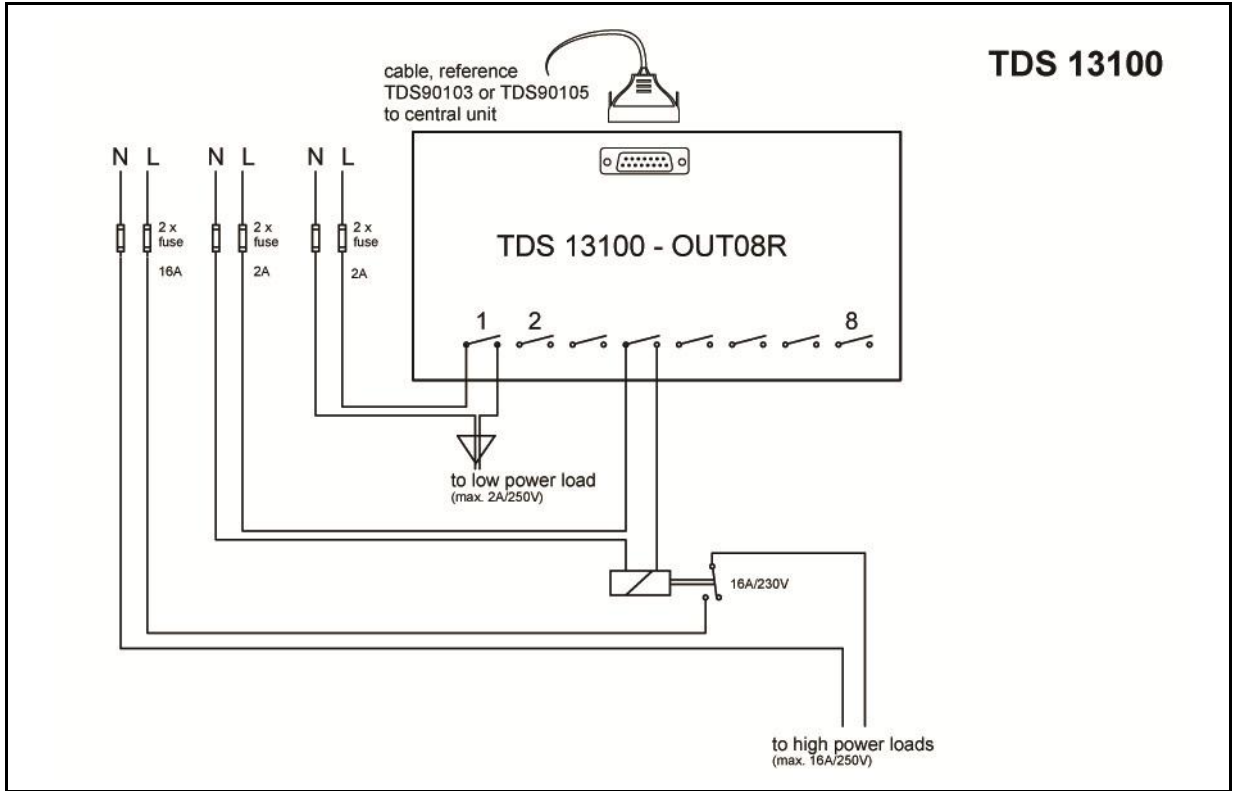 TDS 13100
cable, reference
TDS90103 or TDS90105
to central unit
N L N L N L
2 x
fuse
16A
2 x
fuse
2A
2 x
fuse
2A
TDS 13100 - OUT08R
1 2 8
to low power load
(max. 2A/250V)
16A/230V
to high power loads
(max. 16A/250V)